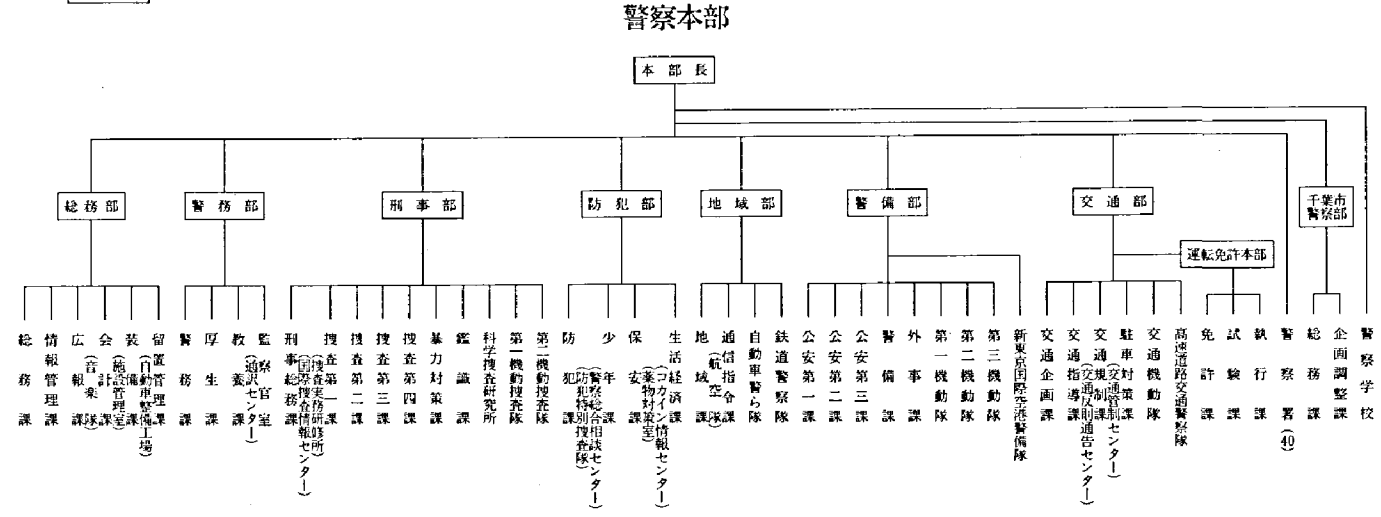 警察本部
本部長
総務部
警務部
刑事部
防犯部
地域部
警備部
交通部
千葉市
警察部
運転免許本部
総務課
情報管理課
広報課
(音楽隊)
会計課
(施設管理室)
装備課
(自動車整備工場)
留置管理課
警務課
厚生課
教養課
(通訳センター)
監察官室
刑事総務課
(国際捜査情報センター)
(捜査実務研修所)
捜査第一課
捜査第二課
捜査第三課
捜査第四課
暴力対策課
鑑識課
科学捜査研究所
第一機動捜査隊
第二機動捜査隊
防犯課
(防犯特別捜査隊)
(警察総合相談センター)
少年課
保安課
(薬物対策室)
(コカイン情報センター)
生活経済課
地域課
(航空隊)
通信指令課
自動車警ら隊
鉄道警察隊
公安第一課
公安第二課
公安第三課
警備課
外事課
第一機動隊
第二機動隊
第三機動隊
新東京国際空港警備隊
交通企画課
交通指導課
(交通反則通告センター)
交通規制課
(交通管制センター)
駐車対策課
交通機動隊
高速道路交通警察隊
免許課
試験課
執行課
警察署(40)
総務課
企画調整課
警察学校